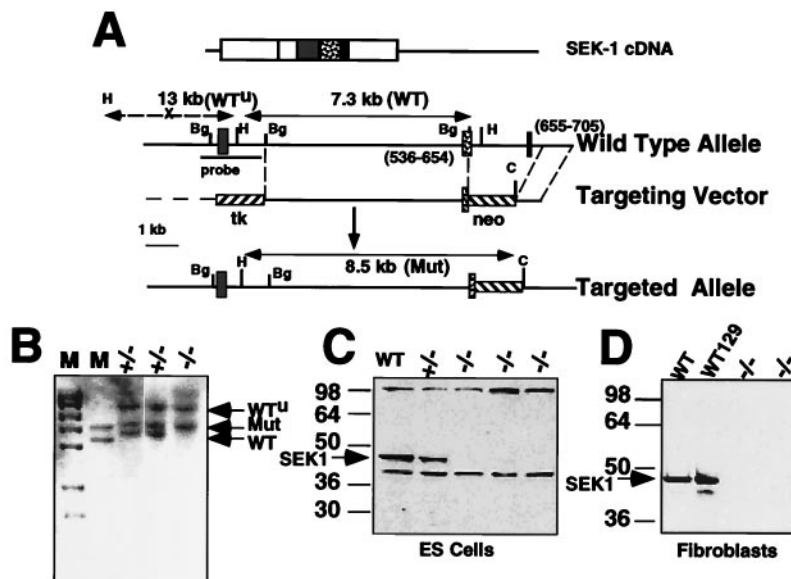 A
SEK-1 cDNA
H
13 kb(WTᵁ)
7.3 kb (WT)
(655-705)
Bg H Bg Bg H
(536-654)
Wild Type Allele
probe
C
Targeting Vector
tk neo
1 kb
8.5 kb (Mut)
Bg H Bg C
Targeted Allele
B
M M +/- +/- -/-
WTᵁ
Mut
WT
C
WT +/- -/- -/- -/-
98
64
50
SEK1
36
30
ES Cells
D
WT WT129 -/- -/-
98
64
50
SEK1
36
Fibroblasts